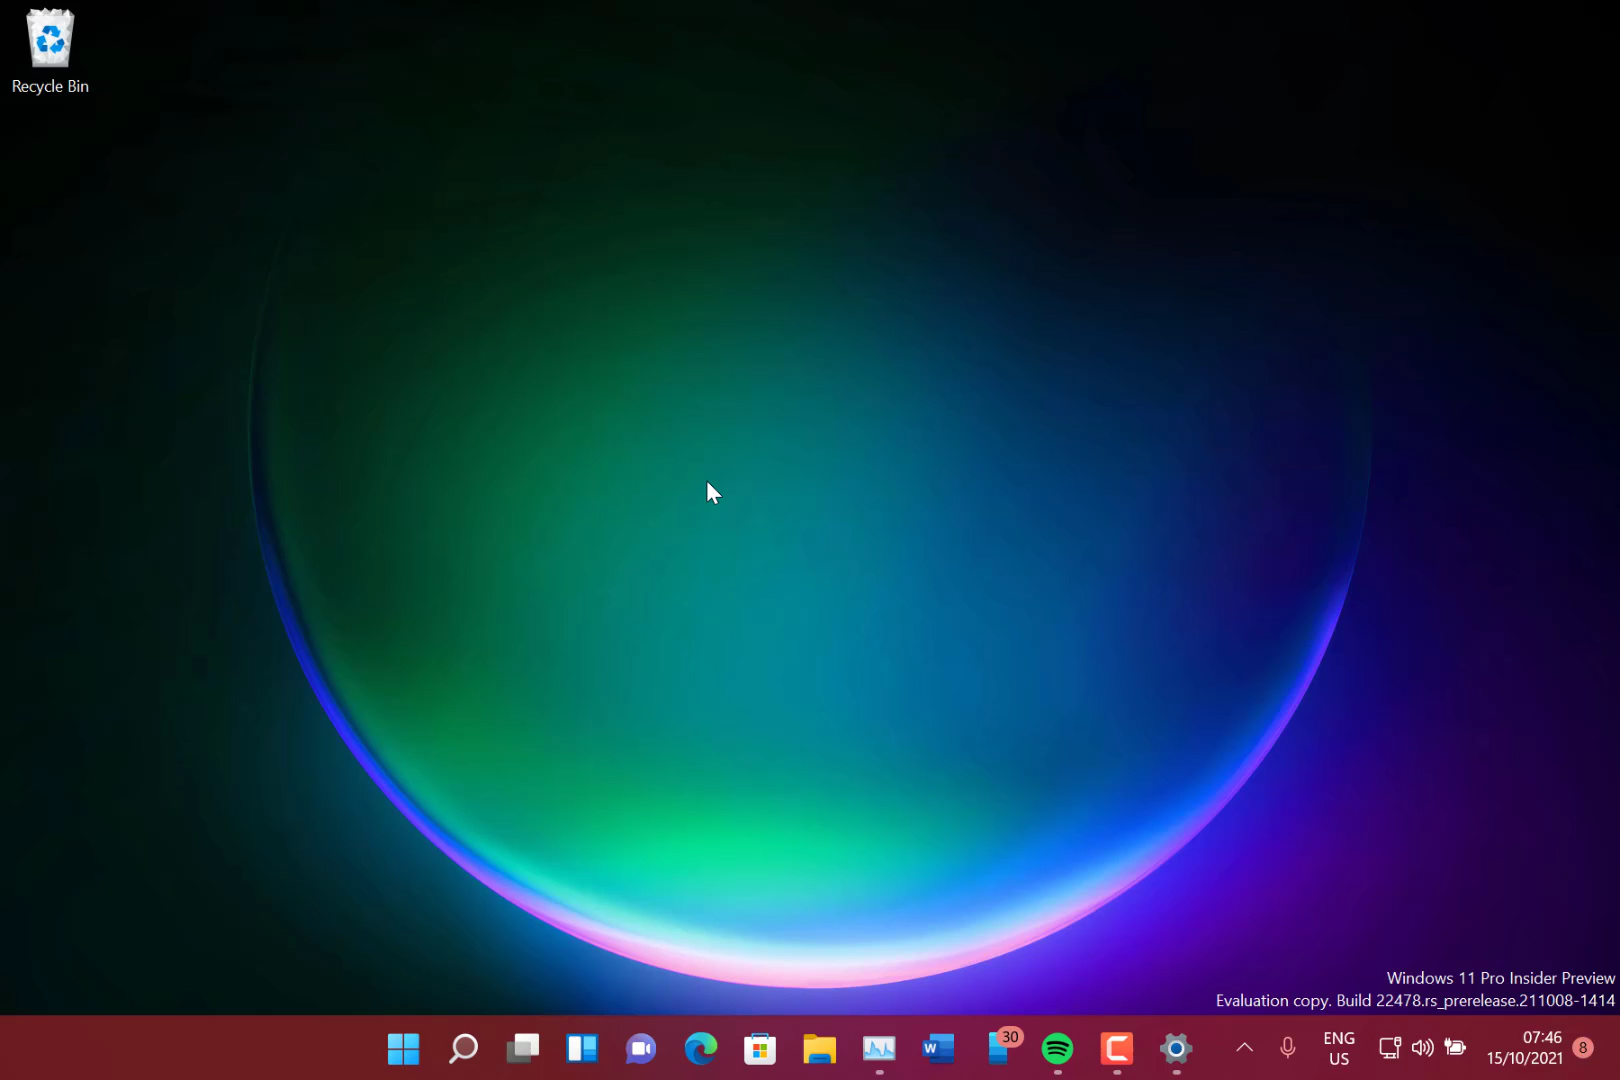 Recycle Bin
Windows 11 Pro Insider Preview
Evaluation copy. Build 22478.rs_prerelease.211008-1414
W
30
C
ENG
US
07:46
15/10/2021
8